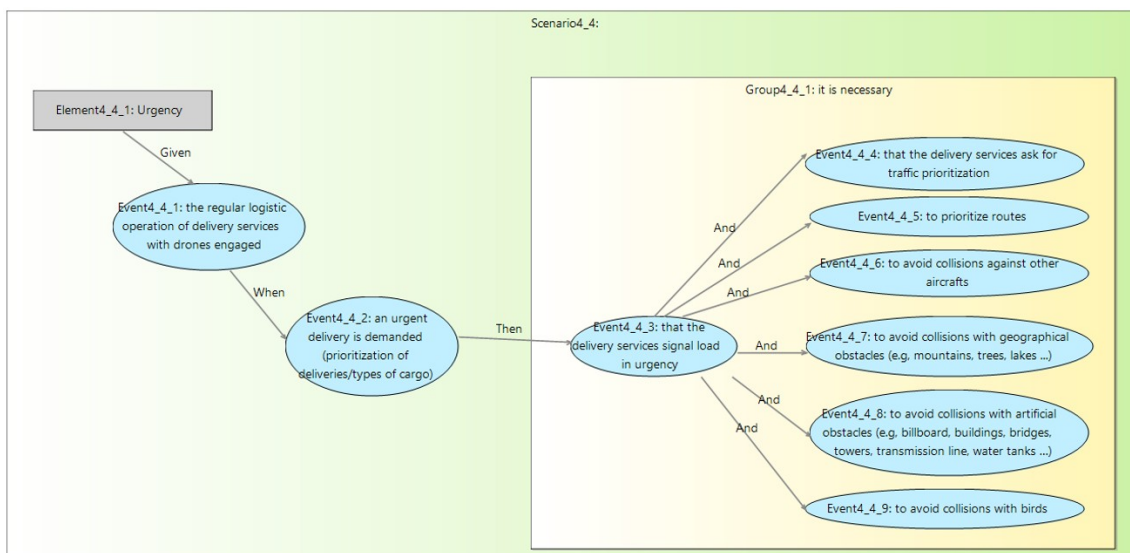 Scenario4_4:
Group4_4_1: it is necessary
Element4_4_1: Urgency
Given
Event4_4_1: the regular logistic
operation of delivery services
with drones engaged
When
Event4_4_2: an urgent
delivery is demanded
(prioritization of
deliveries/types of cargo)
Then
Event4_4_3: that the
delivery services signal load
in urgency
And
Event4_4_4: that the delivery services ask for
traffic prioritization
And
Event4_4_5: to prioritize routes
And
Event4_4_6: to avoid collisions against other
aircrafts
And
Event4_4_7: to avoid collisions with geographical
obstacles (e.g, mountains, trees, lakes ...)
And
Event4_4_8: to avoid collisions with artificial
obstacles (e.g, billboard, buildings, bridges,
towers, transmission line, water tanks ...)
And
Event4_4_9: to avoid collisions with birds